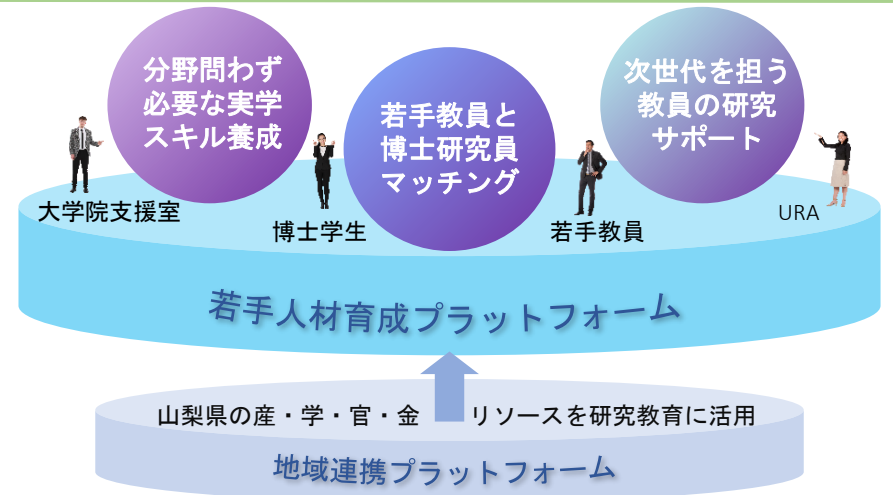 分野問わず
必要な実学
スキル養成
若手教員と
博士研究員
マッチング
次世代を担う
教員の研究
サポート
大学院支援室
博士学生
若手教員
URA
若手人材育成プラットフォーム
山梨県の産・学・官・金 リソースを研究教育に活用
地域連携プラットフォーム